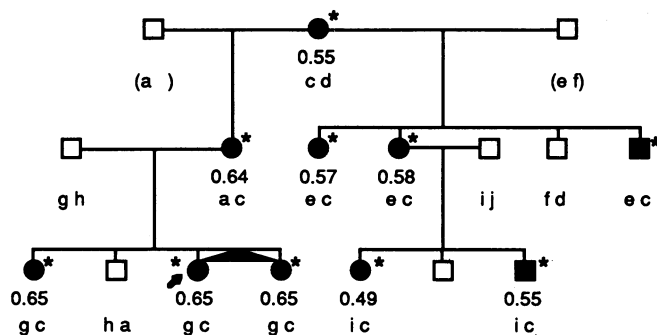 * 
0.55
(a ) c d (e f)
* * * *
0.64 0.57 0.58
g h a c e c e c i j f d e c
* * * * *
0.65 0.65 0.65 0.49 0.55
g c h a g c g c i c i c